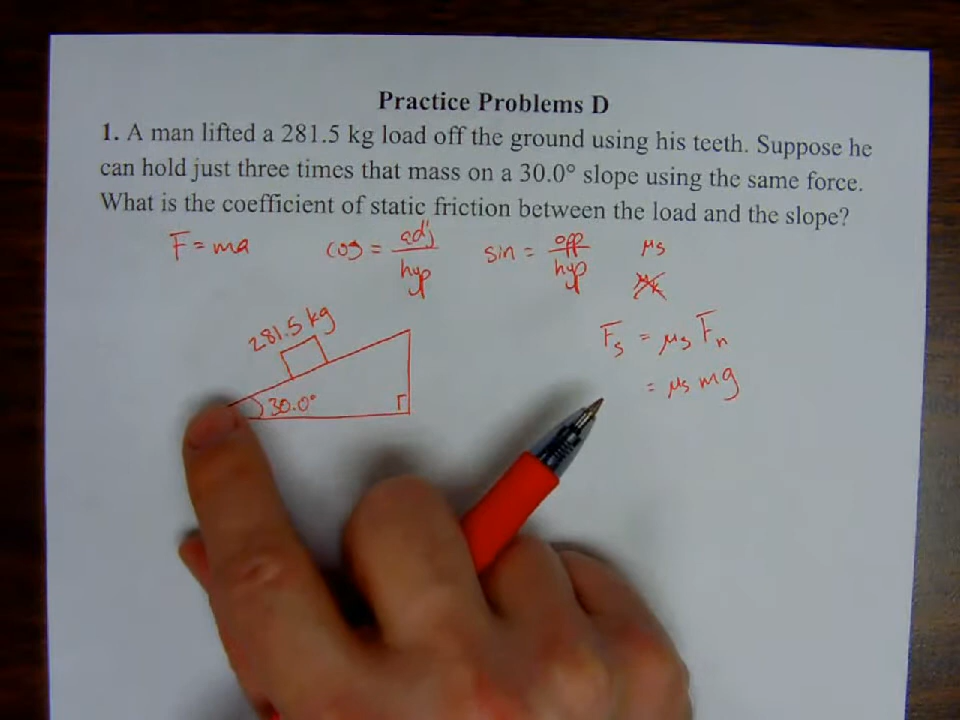 Practice Problems D
1. A man lifted a 281.5 kg load off the ground using his teeth. Suppose he
can hold just three times that mass on a 30.0° slope using the same force.
What is the coefficient of static friction between the load and the slope?
F = ma cos = adj/hyp sin = opp/hyp μs
μk
281.5 kg
Fs = μs Fn
= μs mg
30.0°